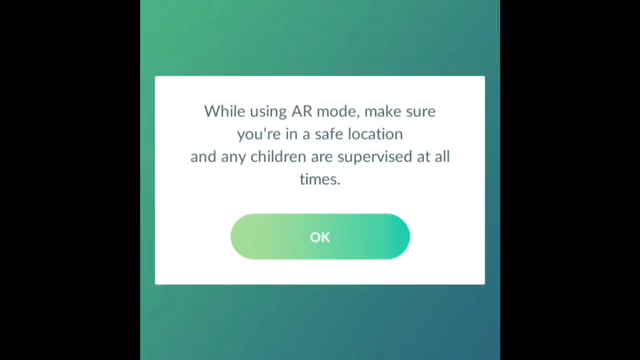 While using AR mode, make sure
you're in a safe location
and any children are supervised at all
times.
OK